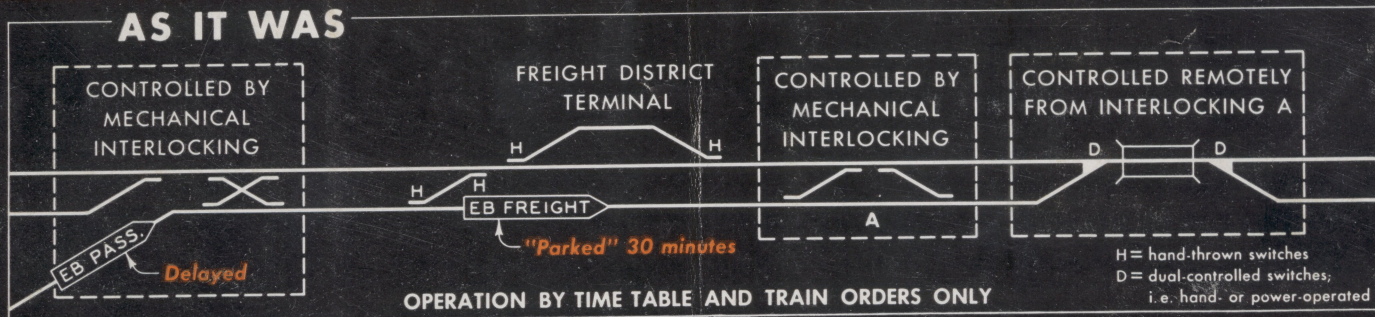 AS IT WAS
CONTROLLED BY
MECHANICAL
INTERLOCKING
FREIGHT DISTRICT
TERMINAL
CONTROLLED BY
MECHANICAL
INTERLOCKING
CONTROLLED REMOTELY
FROM INTERLOCKING A
H
H
D
D
H
H
EB FREIGHT
A
EB PASS.
Delayed
"Parked" 30 minutes
H = hand-thrown switches
D = dual-controlled switches;
i.e. hand- or power-operated
OPERATION BY TIME TABLE AND TRAIN ORDERS ONLY